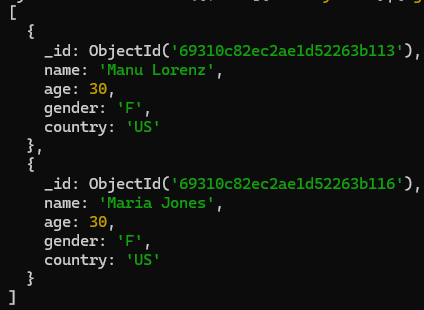 [
  {
    _id: ObjectId('69310c82ec2ae1d52263b113'),
    name: 'Manu Lorenz',
    age: 30,
    gender: 'F',
    country: 'US'
  },
  {
    _id: ObjectId('69310c82ec2ae1d52263b116'),
    name: 'Maria Jones',
    age: 30,
    gender: 'F',
    country: 'US'
  }
]